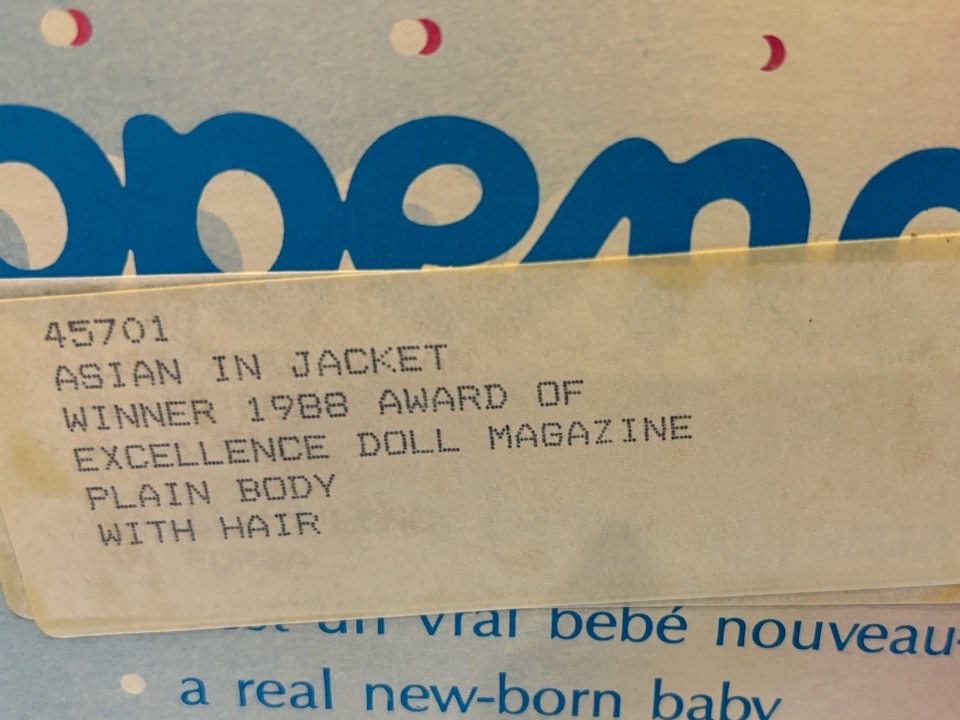 45701
ASIAN IN JACKET
WINNER 1988 AWARD OF
EXCELLENCE DOLL MAGAZINE
PLAIN BODY
WITH HAIR
un vrai bébé nouveau-
a real new-born baby